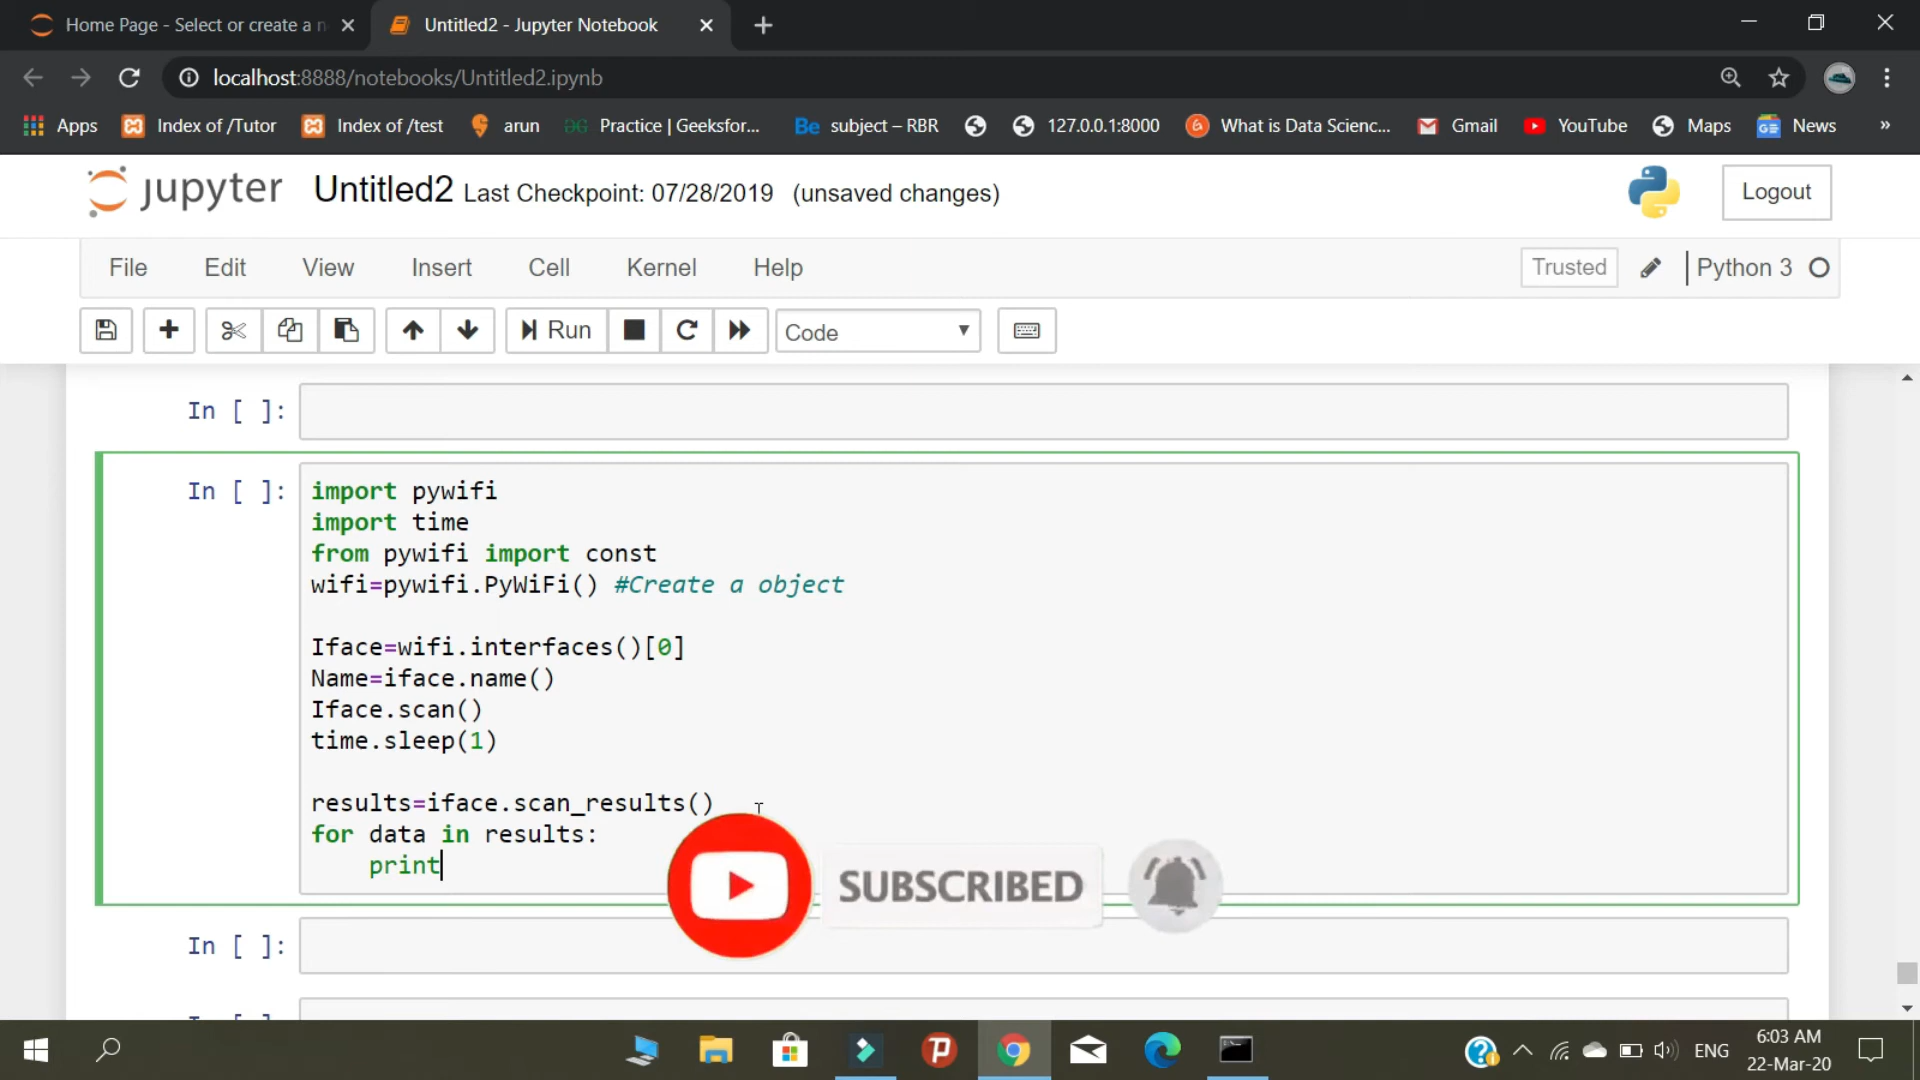 Home Page - Select or create a n
Untitled2 - Jupyter Notebook
localhost:8888/notebooks/Untitled2.ipynb
Apps
Index of /Tutor
Index of /test
arun
Practice | Geeksfor...
Be subject – RBR
127.0.0.1:8000
What is Data Scienc...
Gmail
YouTube
Maps
News
»
jupyter Untitled2 Last Checkpoint: 07/28/2019 (unsaved changes)
Logout
File Edit View Insert Cell Kernel Help
Trusted
Python 3
Run
Code
In [ ]:
In [ ]:
import pywifi
import time
from pywifi import const
wifi=pywifi.PyWiFi() #Create a object
Iface=wifi.interfaces()[0]
Name=iface.name()
Iface.scan()
time.sleep(1)
results=iface.scan_results()
for data in results:
print
SUBSCRIBED
In [ ]:
ENG
6:03 AM
22-Mar-20